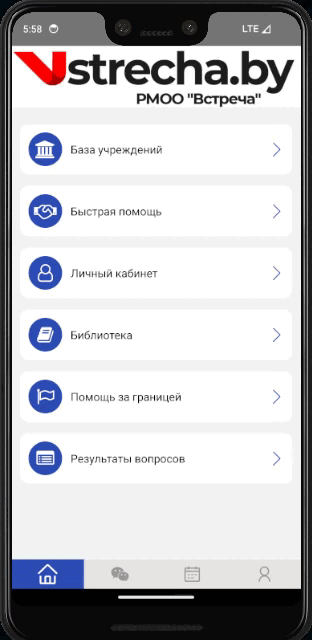 5:58 LTE
Vstrecha.by
РМОО "Встреча"
База учреждений
Быстрая помощь
Личный кабинет
Библиотека
Помощь за границей
Результаты вопросов